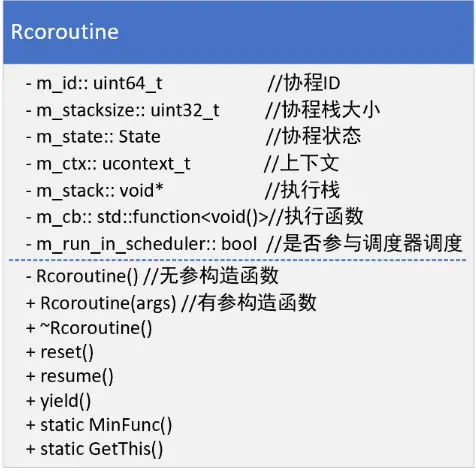 Rcoroutine
- m_id:: uint64_t //协程ID
- m_stacksize:: uint32_t //协程栈大小
- m_state:: State //协程状态
- m_ctx:: ucontext_t //上下文
- m_stack:: void* //执行栈
- m_cb:: std::function<void()>//执行函数
- m_run_in_scheduler:: bool //是否参与调度器调度
- Rcoroutine() //无参构造函数
+ Rcoroutine(args) //有参构造函数
+ ~Rcoroutine()
+ reset()
+ resume()
+ yield()
+ static MinFunc()
+ static GetThis()